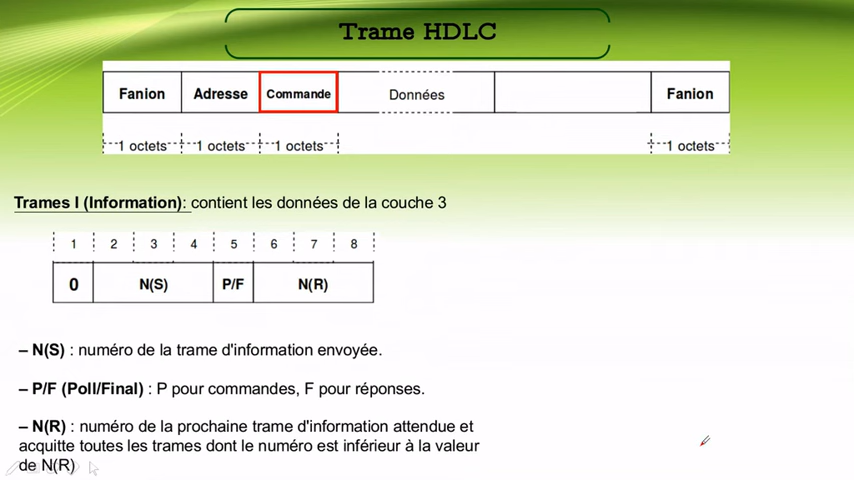 Trame HDLC
Fanion Adresse Commande Données Fanion
1 octets 1 octets 1 octets 1 octets
Trames I (Information): contient les données de la couche 3
1 2 3 4 5 6 7 8
0 N(S) P/F N(R)
– N(S) : numéro de la trame d'information envoyée.
– P/F (Poll/Final) : P pour commandes, F pour réponses.
– N(R) : numéro de la prochaine trame d'information attendue et
acquitte toutes les trames dont le numéro est inférieur à la valeur
de N(R)